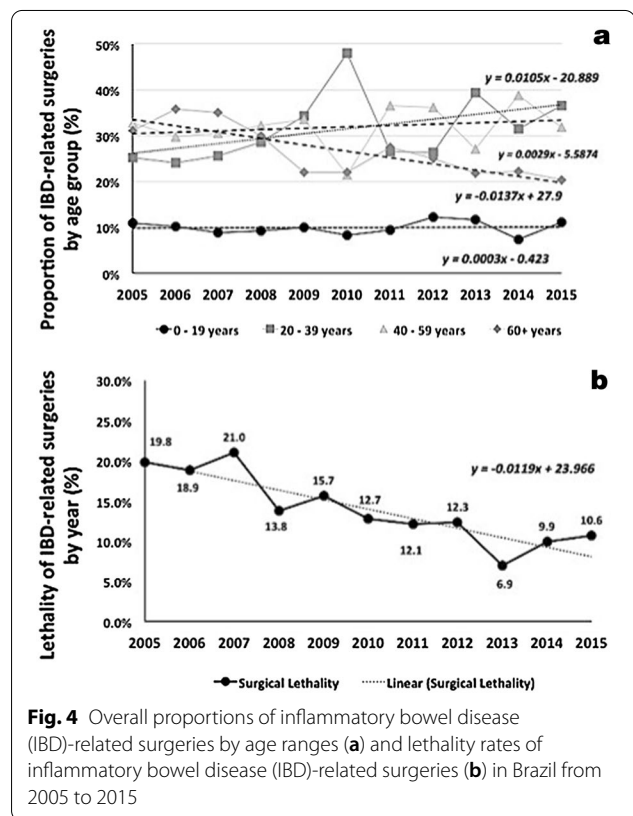 a
Proportion of IBD-related surgeries
by age group (%)
50%
40%
30%
20%
10%
0%
y = 0.0105x - 20.889
y = 0.0029x - 5.5874
y = -0.0137x + 27.9
y = 0.0003x - 0.423
2005 2006 2007 2008 2009 2010 2011 2012 2013 2014 2015
0 - 19 years 20 - 39 years 40 - 59 years 60+ years
b
Lethality of IBD-related surgeries
by year (%)
30.0%
25.0%
20.0%
15.0%
10.0%
5.0%
0.0%
19.8
18.9
21.0
13.8
15.7
12.7
12.1
12.3
6.9
9.9
10.6
y = -0.0119x + 23.966
2005 2006 2007 2008 2009 2010 2011 2012 2013 2014 2015
Surgical Lethality Linear (Surgical Lethality)
Fig. 4 Overall proportions of inflammatory bowel disease
(IBD)-related surgeries by age ranges (a) and lethality rates of
inflammatory bowel disease (IBD)-related surgeries (b) in Brazil from
2005 to 2015